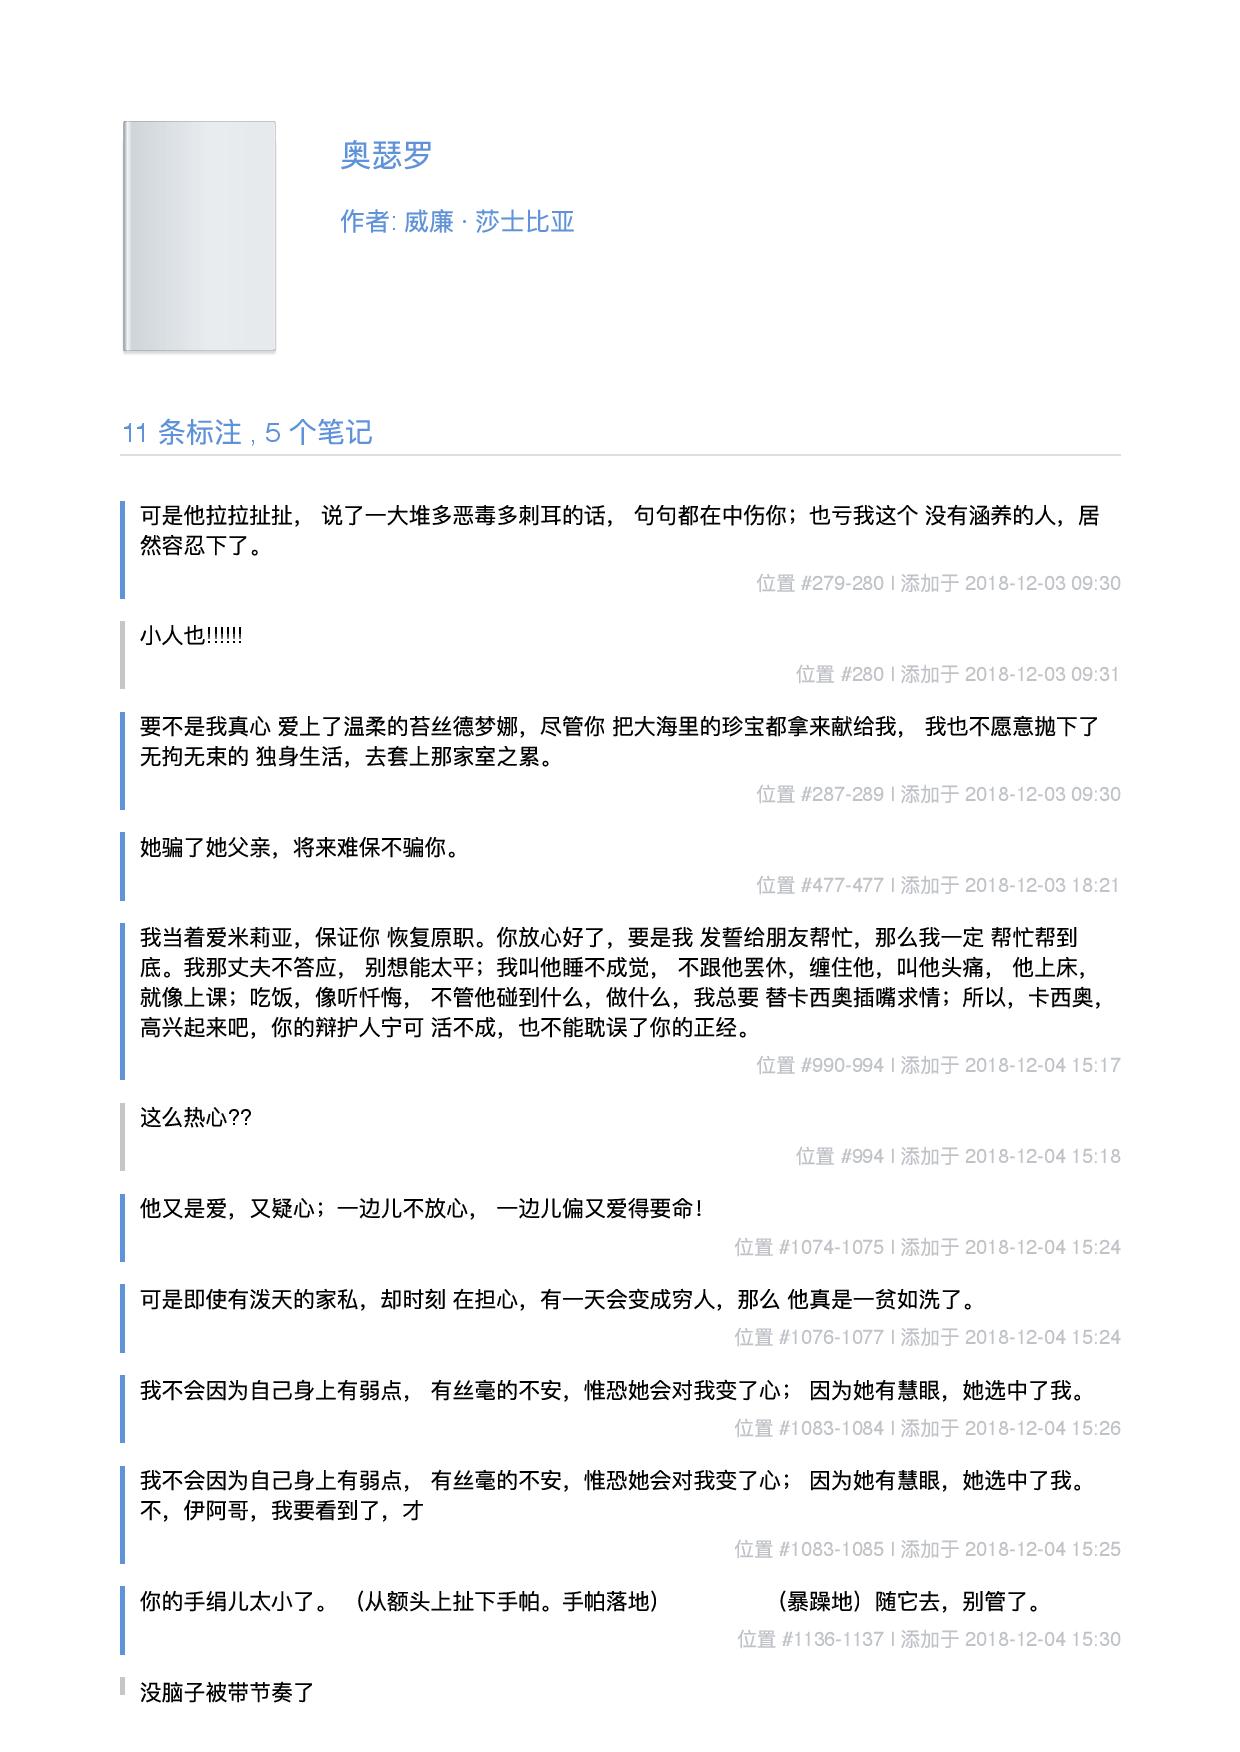 奥瑟罗
作者: 威廉 · 莎士比亚
11 条标注 , 5 个笔记
可是他拉拉扯扯， 说了一大堆多恶毒多刺耳的话， 句句都在中伤你；也亏我这个 没有涵养的人，居
然容忍下了。
位置 #279-280 | 添加于 2018-12-03 09:30
小人也!!!!!!
位置 #280 | 添加于 2018-12-03 09:31
要不是我真心 爱上了温柔的苔丝德梦娜，尽管你 把大海里的珍宝都拿来献给我， 我也不愿意抛下了
无拘无束的 独身生活，去套上那家室之累。
位置 #287-289 | 添加于 2018-12-03 09:30
她骗了她父亲，将来难保不骗你。
位置 #477-477 | 添加于 2018-12-03 18:21
我当着爱米莉亚，保证你 恢复原职。你放心好了，要是我 发誓给朋友帮忙，那么我一定 帮忙帮到
底。我那丈夫不答应， 别想能太平；我叫他睡不成觉， 不跟他罢休，缠住他，叫他头痛， 他上床，
就像上课；吃饭，像听忏悔， 不管他碰到什么，做什么，我总要 替卡西奥插嘴求情；所以，卡西奥，
高兴起来吧，你的辩护人宁可 活不成，也不能耽误了你的正经。
位置 #990-994 | 添加于 2018-12-04 15:17
这么热心??
位置 #994 | 添加于 2018-12-04 15:18
他又是爱，又疑心；一边儿不放心， 一边儿偏又爱得要命！
位置 #1074-1075 | 添加于 2018-12-04 15:24
可是即使有泼天的家私，却时刻 在担心，有一天会变成穷人，那么 他真是一贫如洗了。
位置 #1076-1077 | 添加于 2018-12-04 15:24
我不会因为自己身上有弱点， 有丝毫的不安，惟恐她会对我变了心； 因为她有慧眼，她选中了我。
位置 #1083-1084 | 添加于 2018-12-04 15:26
我不会因为自己身上有弱点， 有丝毫的不安，惟恐她会对我变了心； 因为她有慧眼，她选中了我。
不，伊阿哥，我要看到了，才
位置 #1083-1085 | 添加于 2018-12-04 15:25
你的手绢儿太小了。 （从额头上扯下手帕。手帕落地） （暴躁地）随它去，别管了。
位置 #1136-1137 | 添加于 2018-12-04 15:30
没脑子被带节奏了